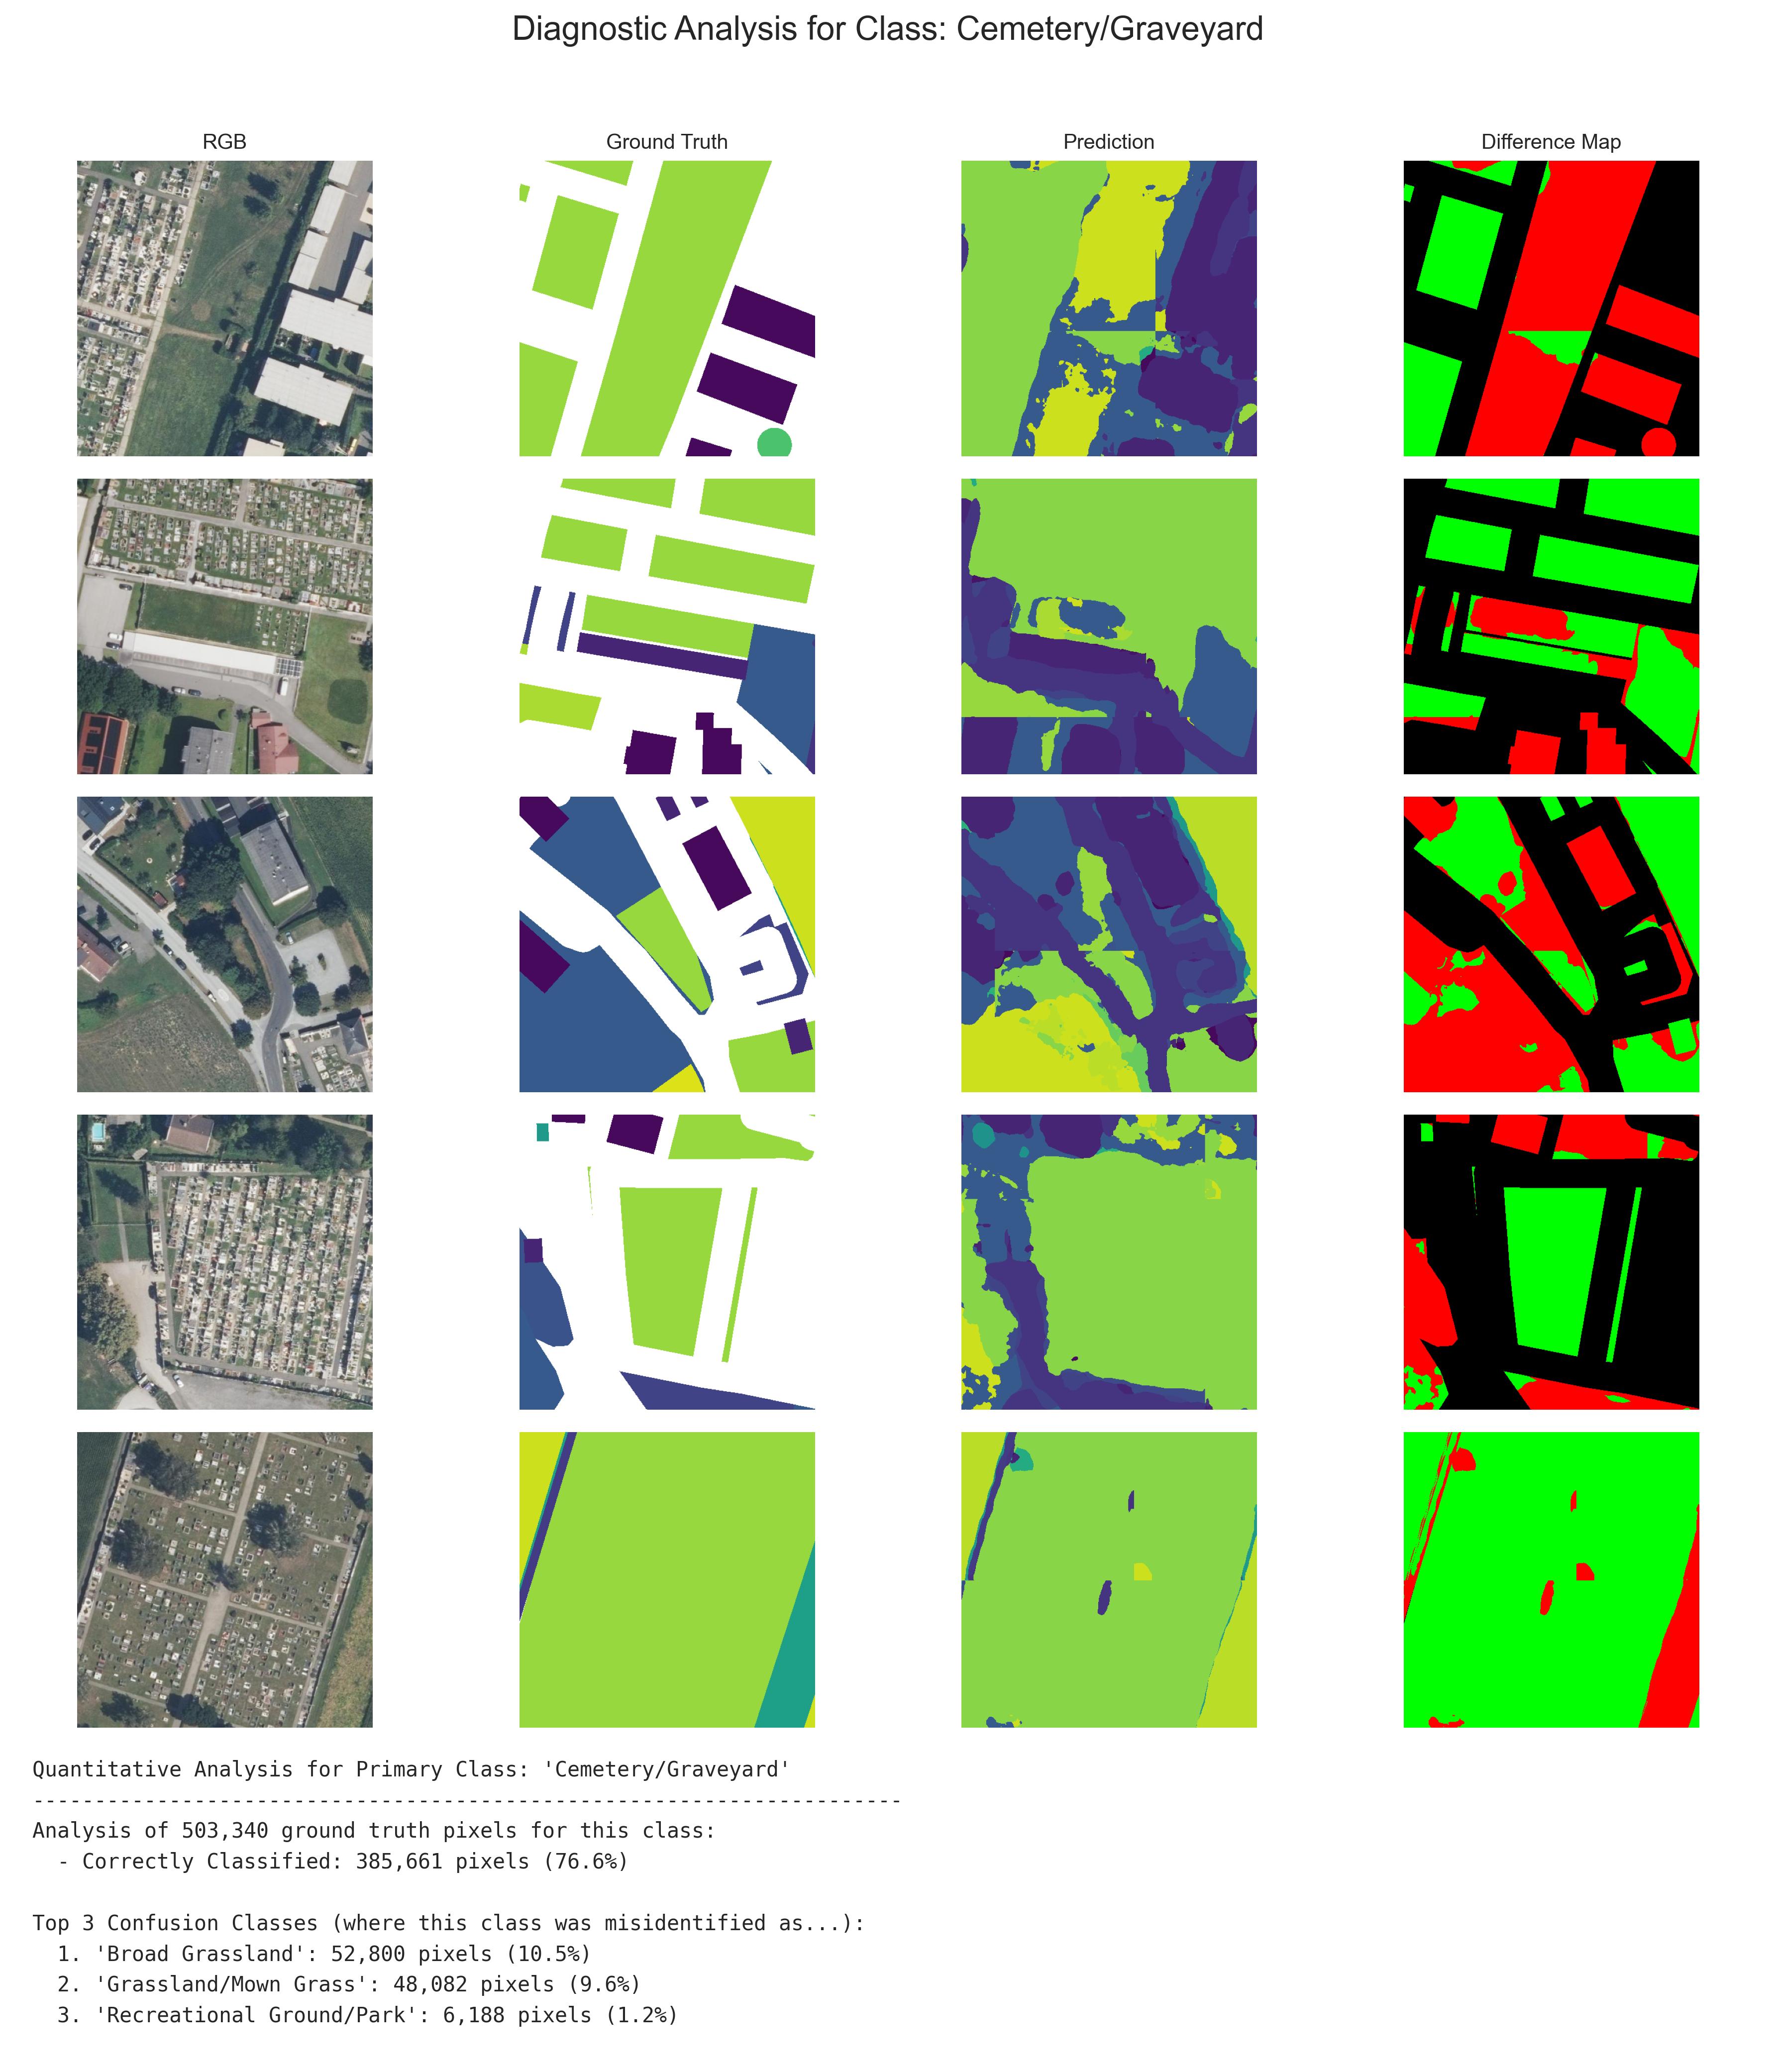 Diagnostic Analysis for Class: Cemetery/Graveyard
RGB
Ground Truth
Prediction
Difference Map
Quantitative Analysis for Primary Class: 'Cemetery/Graveyard'
----------------------------------------------------------------------
Analysis of 503,340 ground truth pixels for this class:
- Correctly Classified: 385,661 pixels (76.6%)
Top 3 Confusion Classes (where this class was misidentified as...):
1. 'Broad Grassland': 52,800 pixels (10.5%)
2. 'Grassland/Mown Grass': 48,082 pixels (9.6%)
3. 'Recreational Ground/Park': 6,188 pixels (1.2%)